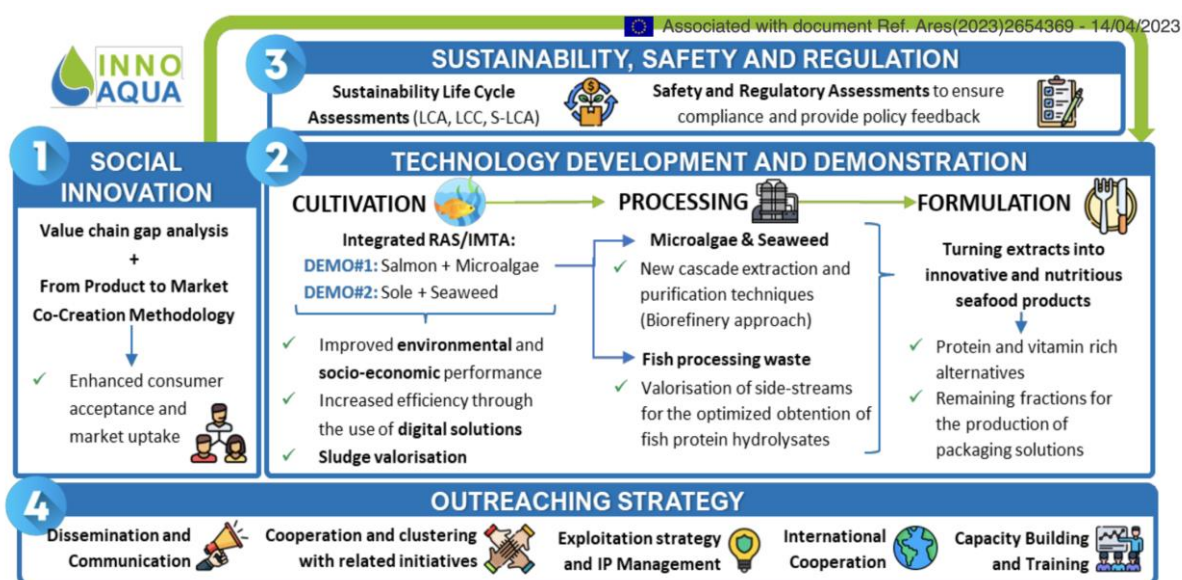 Associated with document Ref. Ares(2023)2654369 - 14/04/2023
INNO
AQUA
3
SUSTAINABILITY, SAFETY AND REGULATION
Sustainability Life Cycle
Assessments (LCA, LCC, S-LCA)
Safety and Regulatory Assessments to ensure
compliance and provide policy feedback
1
SOCIAL
INNOVATION
Value chain gap analysis
+
From Product to Market
Co-Creation Methodology
Enhanced consumer
acceptance and
market uptake
2
TECHNOLOGY DEVELOPMENT AND DEMONSTRATION
CULTIVATION
Integrated RAS/IMTA:
DEMO#1: Salmon + Microalgae
DEMO#2: Sole + Seaweed
Improved environmental and
socio-economic performance
Increased efficiency through
the use of digital solutions
Sludge valorisation
PROCESSING
Microalgae & Seaweed
New cascade extraction and
purification techniques
(Biorefinery approach)
Fish processing waste
Valorisation of side-streams
for the optimized obtention of
fish protein hydrolysates
FORMULATION
Turning extracts into
innovative and nutritious
seafood products
Protein and vitamin rich
alternatives
Remaining fractions for
the production of
packaging solutions
4
OUTREACHING STRATEGY
Dissemination and
Communication
Cooperation and clustering
with related initiatives
Exploitation strategy
and IP Management
International
Cooperation
Capacity Building
and Training